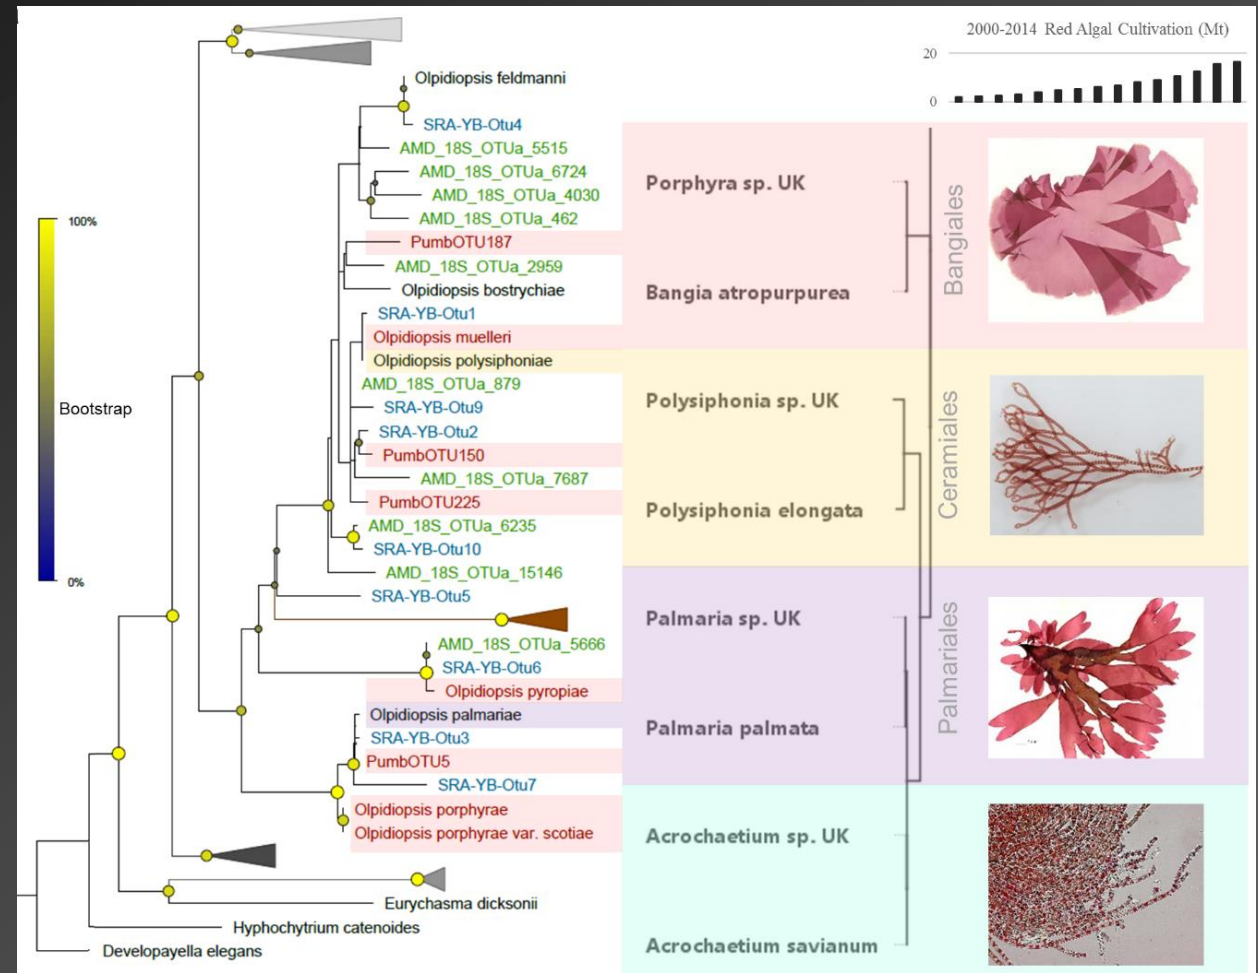 2000-2014 Red Algal Cultivation (Mt)
20
0
100%
Bootstrap
0%
Olpidiopsis feldmanni
SRA-YB-Otu4
AMD_18S_OTUa_5515
AMD_18S_OTUa_6724
AMD_18S_OTUa_4030
AMD_18S_OTUa_462
PumbOTU187
AMD_18S_OTUa_2959
Olpidiopsis bostrychiae
SRA-YB-Otu1
Olpidiopsis muelleri
Olpidiopsis polysiphoniae
AMD_18S_OTUa_879
SRA-YB-Otu9
SRA-YB-Otu2
PumbOTU150
AMD_18S_OTUa_7687
PumbOTU225
AMD_18S_OTUa_6235
SRA-YB-Otu10
AMD_18S_OTUa_15146
SRA-YB-Otu5
AMD_18S_OTUa_5666
SRA-YB-Otu6
Olpidiopsis pyropiae
Olpidiopsis palmariae
SRA-YB-Otu3
PumbOTU5
SRA-YB-Otu7
Olpidiopsis porphyrae
Olpidiopsis porphyrae var. scotiae
Eurychasma dicksonii
Hyphochytrium catenoides
Developayella elegans
Porphyra sp. UK
Bangia atropurpurea
Bangiales
Polysiphonia sp. UK
Polysiphonia elongata
Ceramiales
Palmaria sp. UK
Palmaria palmata
Palmariales
Acrochaetium sp. UK
Acrochaetium savianum